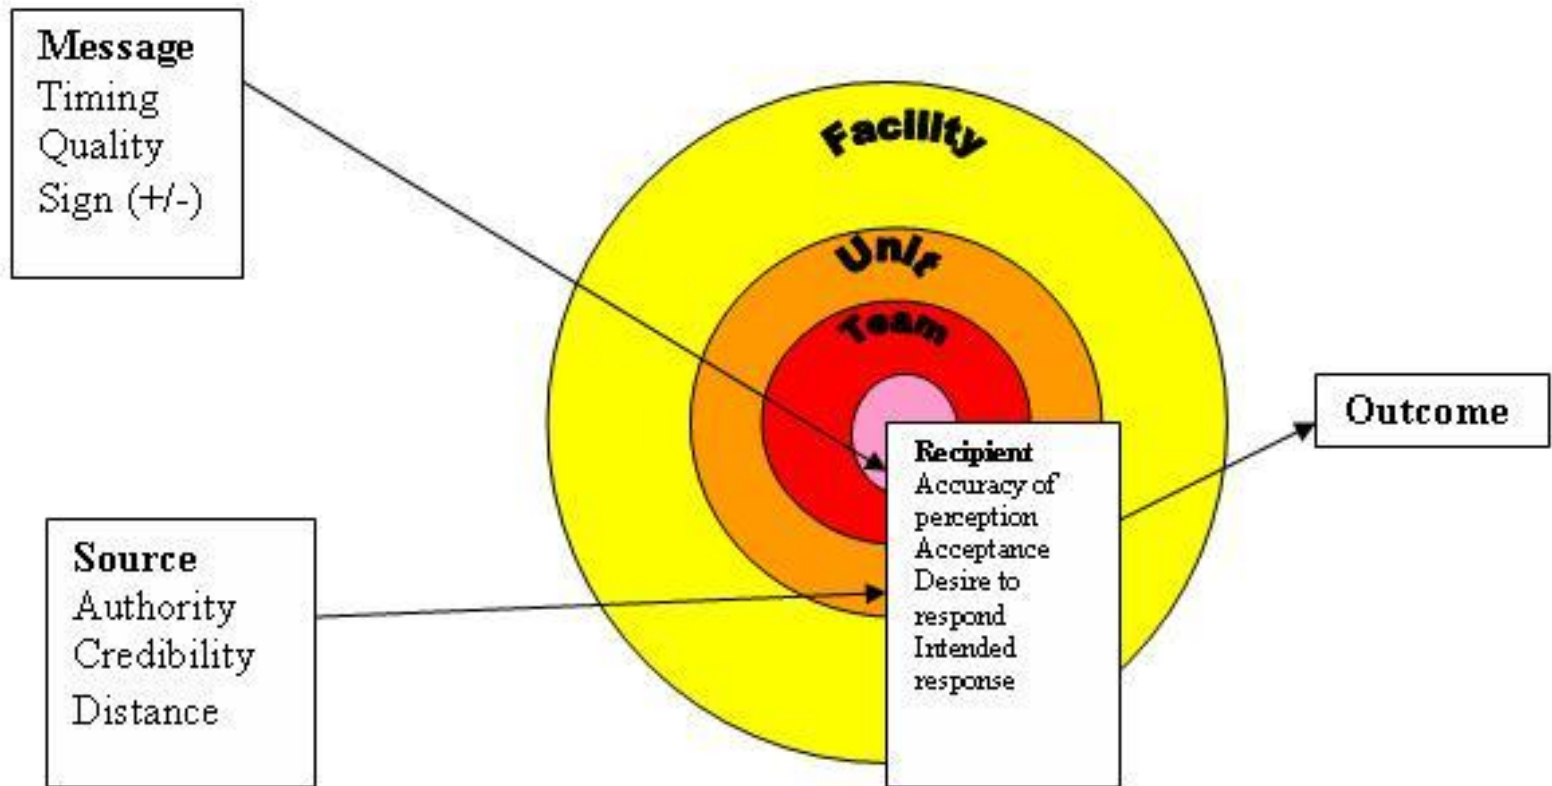 Message
Timing
Quality
Sign (+/-)
Facility
Unit
Team
Recipient
Accuracy of
perception
Acceptance
Desire to
respond
Intended
response
Outcome
Source
Authority
Credibility
Distance